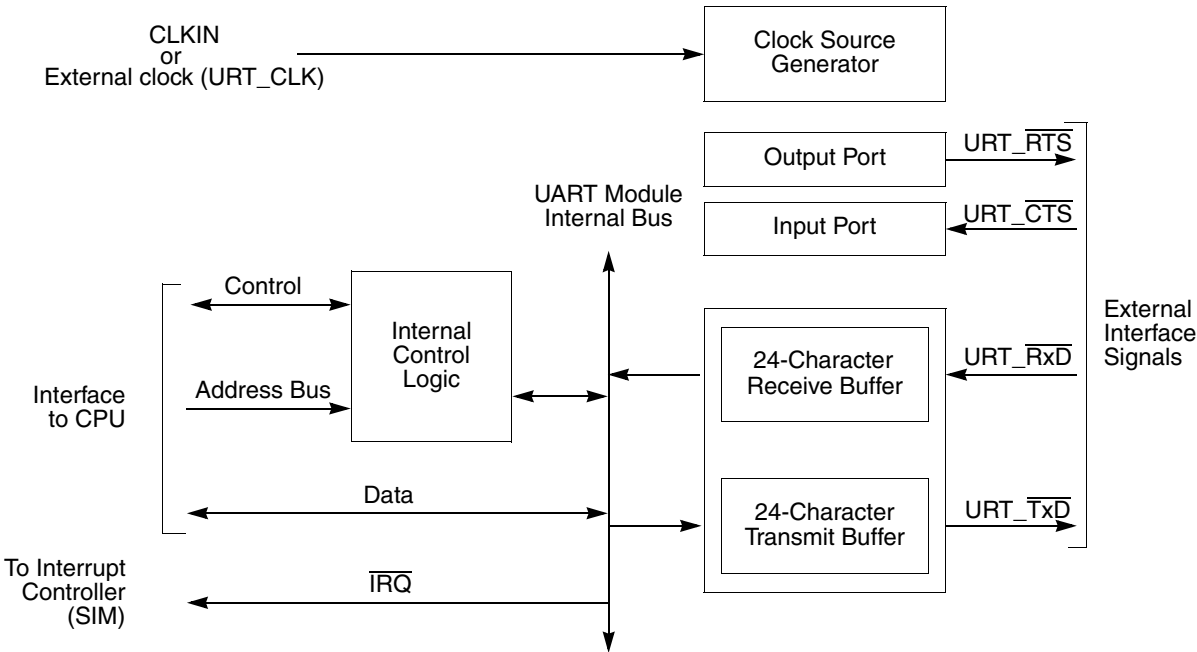 CLKIN
or
External clock (URT_CLK)
Clock Source
Generator
Output Port
URT_RTS
UART Module
Internal Bus
Input Port
URT_CTS
Control
Internal
Control
Logic
External
Interface
Signals
24-Character
Receive Buffer
URT_RxD
Interface
to CPU
Address Bus
Data
24-Character
Transmit Buffer
URT_TxD
To Interrupt
Controller
(SIM)
IRQ